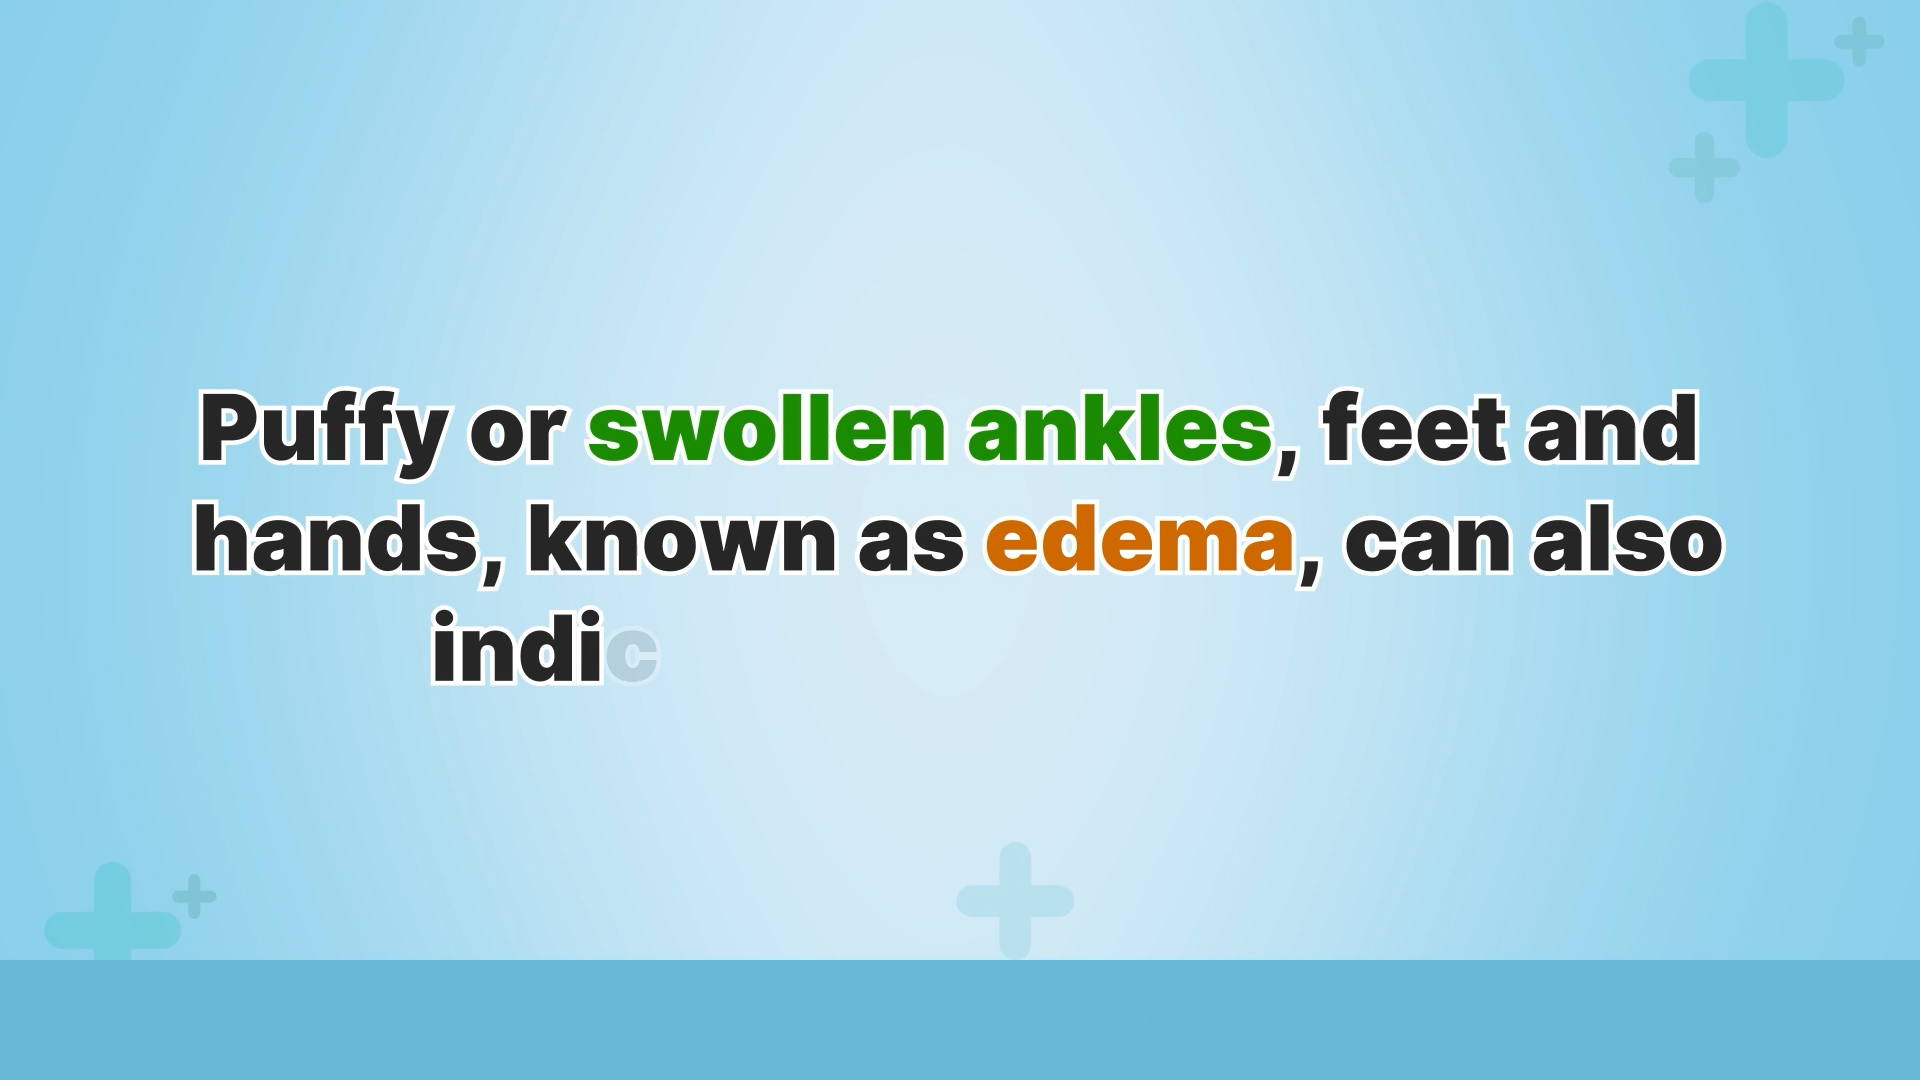 Puffy or swollen ankles, feet and
hands, known as edema, can also
indic